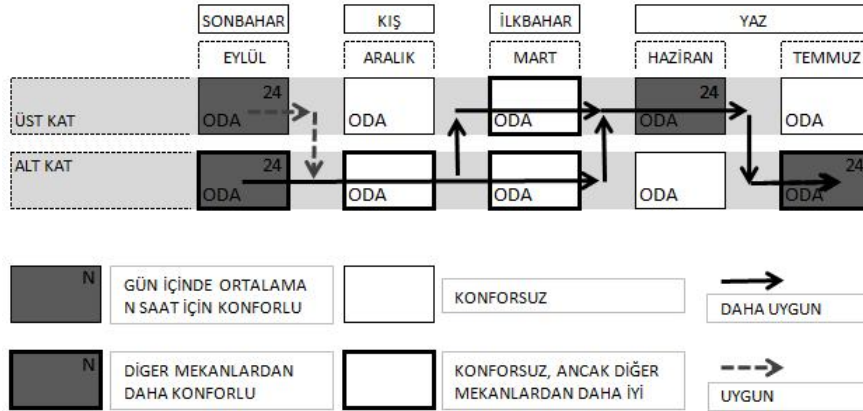 SONBAHAR KIŞ İLKBAHAR YAZ
EYLÜL ARALIK MART HAZİRAN TEMMUZ
24 24
ÜST KAT ODA ODA ODA ODA ODA
ALT KAT 24 24
ODA ODA ODA ODA ODA
N GÜN İÇİNDE ORTALAMA
N SAAT İÇİN KONFORLU
KONFORSUZ
DAHA UYGUN
N DİGER MEKANLARDAN
DAHA KONFORLU
KONFORSUZ, ANCAK DİĞER
MEKANLARDAN DAHA İYİ
UYGUN